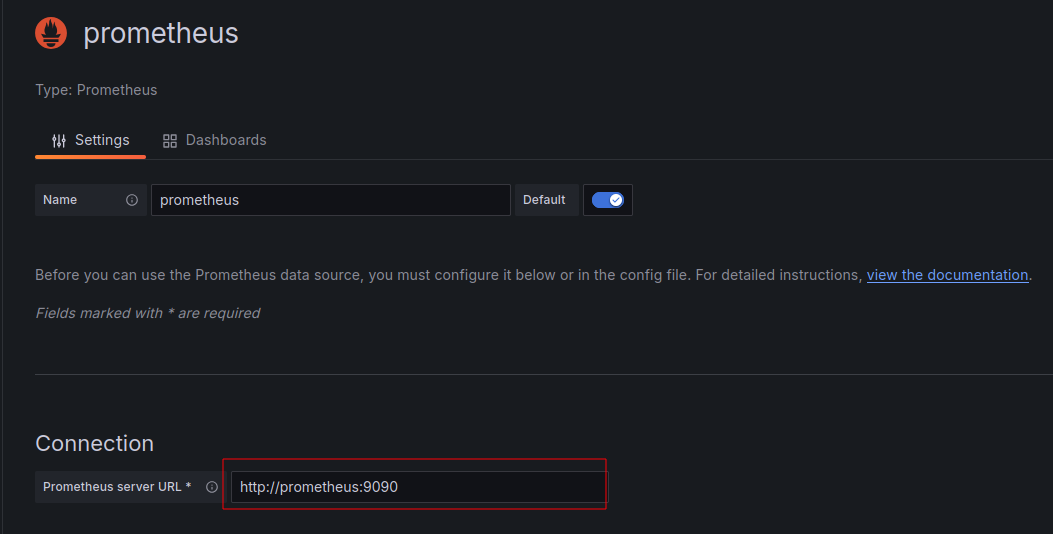 prometheus
Type: Prometheus
Settings Dashboards
Name prometheus Default
Before you can use the Prometheus data source, you must configure it below or in the config file. For detailed instructions, view the documentation.
Fields marked with * are required
Connection
Prometheus server URL * http://prometheus:9090